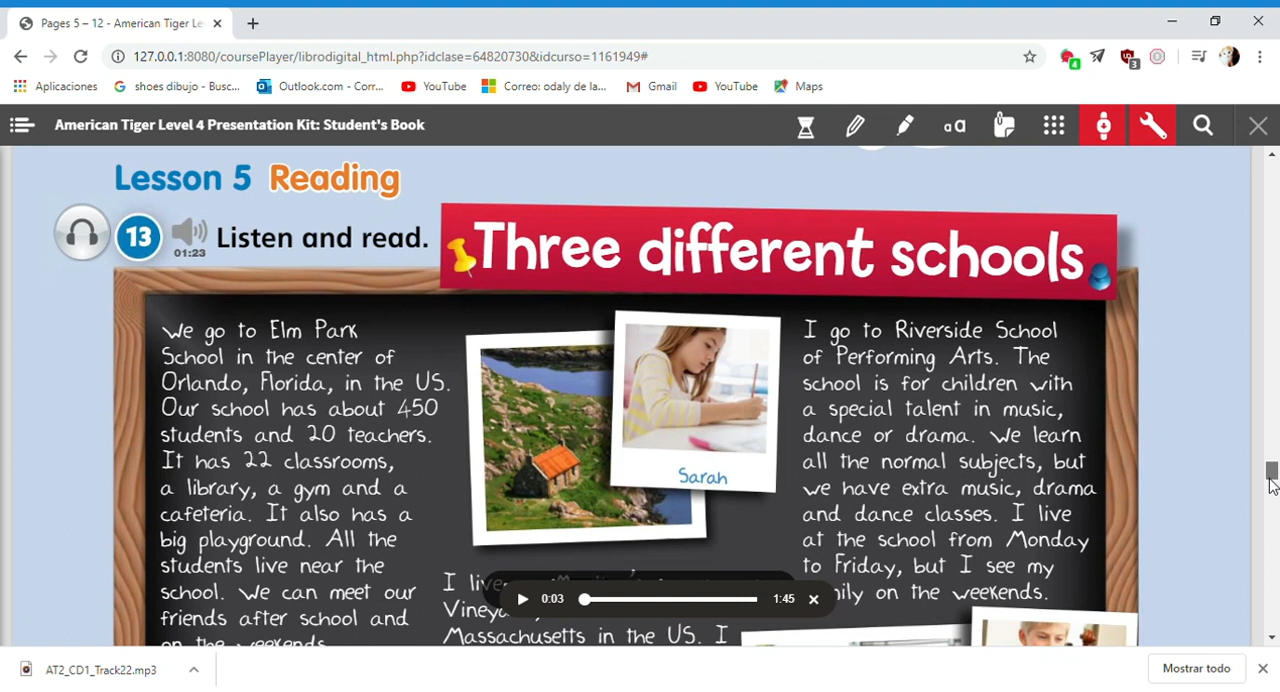 Pages 5 – 12 - American Tiger Le
127.0.0.1:8080/coursePlayer/librodigital_html.php?idclase=64820730&idcurso=1161949#
4
3
Aplicaciones
shoes dibujo - Busc...
Outlook.com - Corr...
YouTube
Correo: odaly de la...
Gmail
YouTube
Maps
American Tiger Level 4 Presentation Kit: Student's Book
aa
Lesson 5 Reading
13
01:23
Listen and read.
Three different schools
We go to Elm Park
School in the center of
Orlando, Florida, in the US.
Our school has about 450
students and 20 teachers.
It has 22 classrooms,
a library, a gym and a
cafeteria. It also has a
big playground. All the
students live near the
school. We can meet our
friends after school and
on the weekends.
Sarah
I live
Massachusetts in the US. I
I go to Riverside School
of Performing Arts. The
school is for children with
a special talent in music,
dance or drama. We learn
all the normal subjects, but
we have extra music, drama
and dance classes. I live
at the school from Monday
to Friday, but I see my
on the weekends.
0:03
1:45
AT2_CD1_Track22.mp3
Mostrar todo